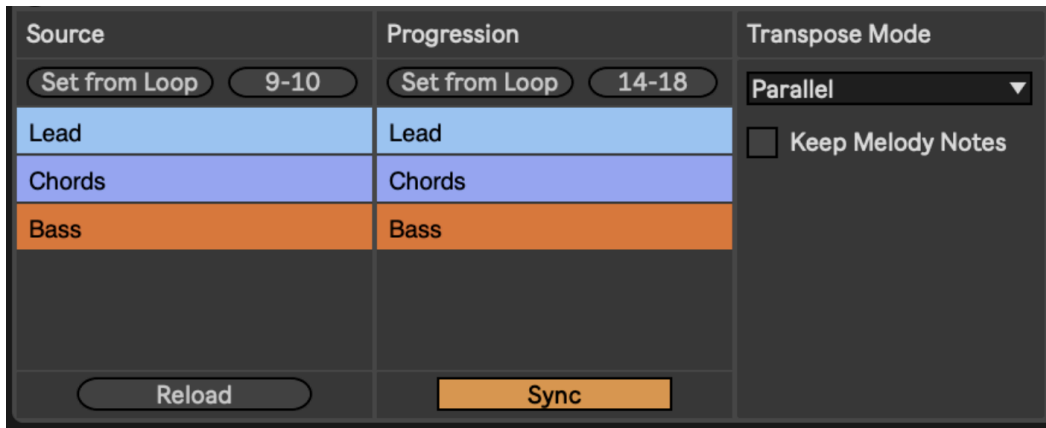 Source
Progression
Transpose Mode
Set from Loop
9-10
Set from Loop
14-18
Parallel
Keep Melody Notes
Lead
Lead
Chords
Chords
Bass
Bass
Reload
Sync